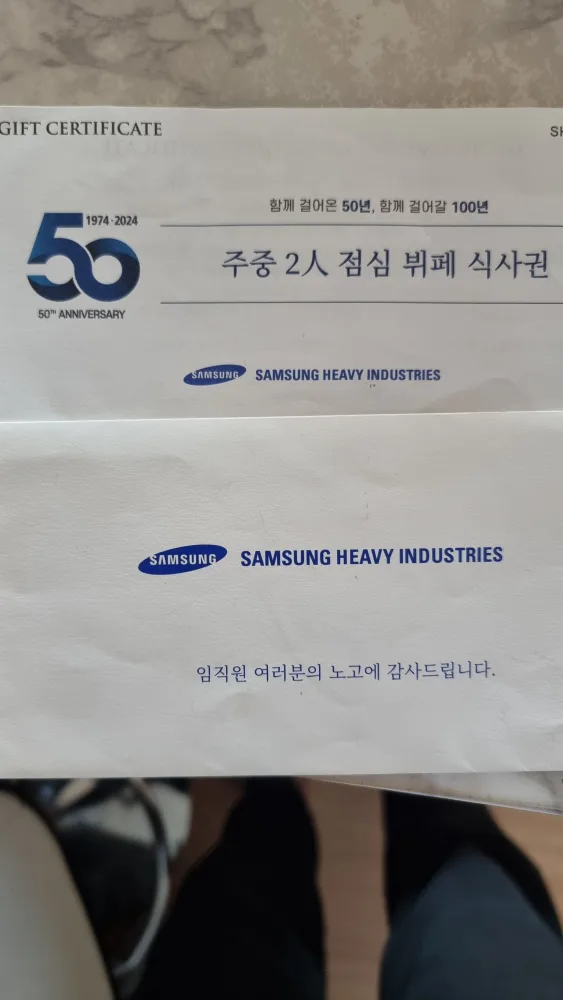 GIFT CERTIFICATE
1974·2024
50
50TH ANNIVERSARY
함께 걸어온 50년, 함께 걸어갈 100년
주중 2人 점심 뷔페 식사권
SAMSUNG SAMSUNG HEAVY INDUSTRIES
SAMSUNG SAMSUNG HEAVY INDUSTRIES
임직원 여러분의 노고에 감사드립니다.